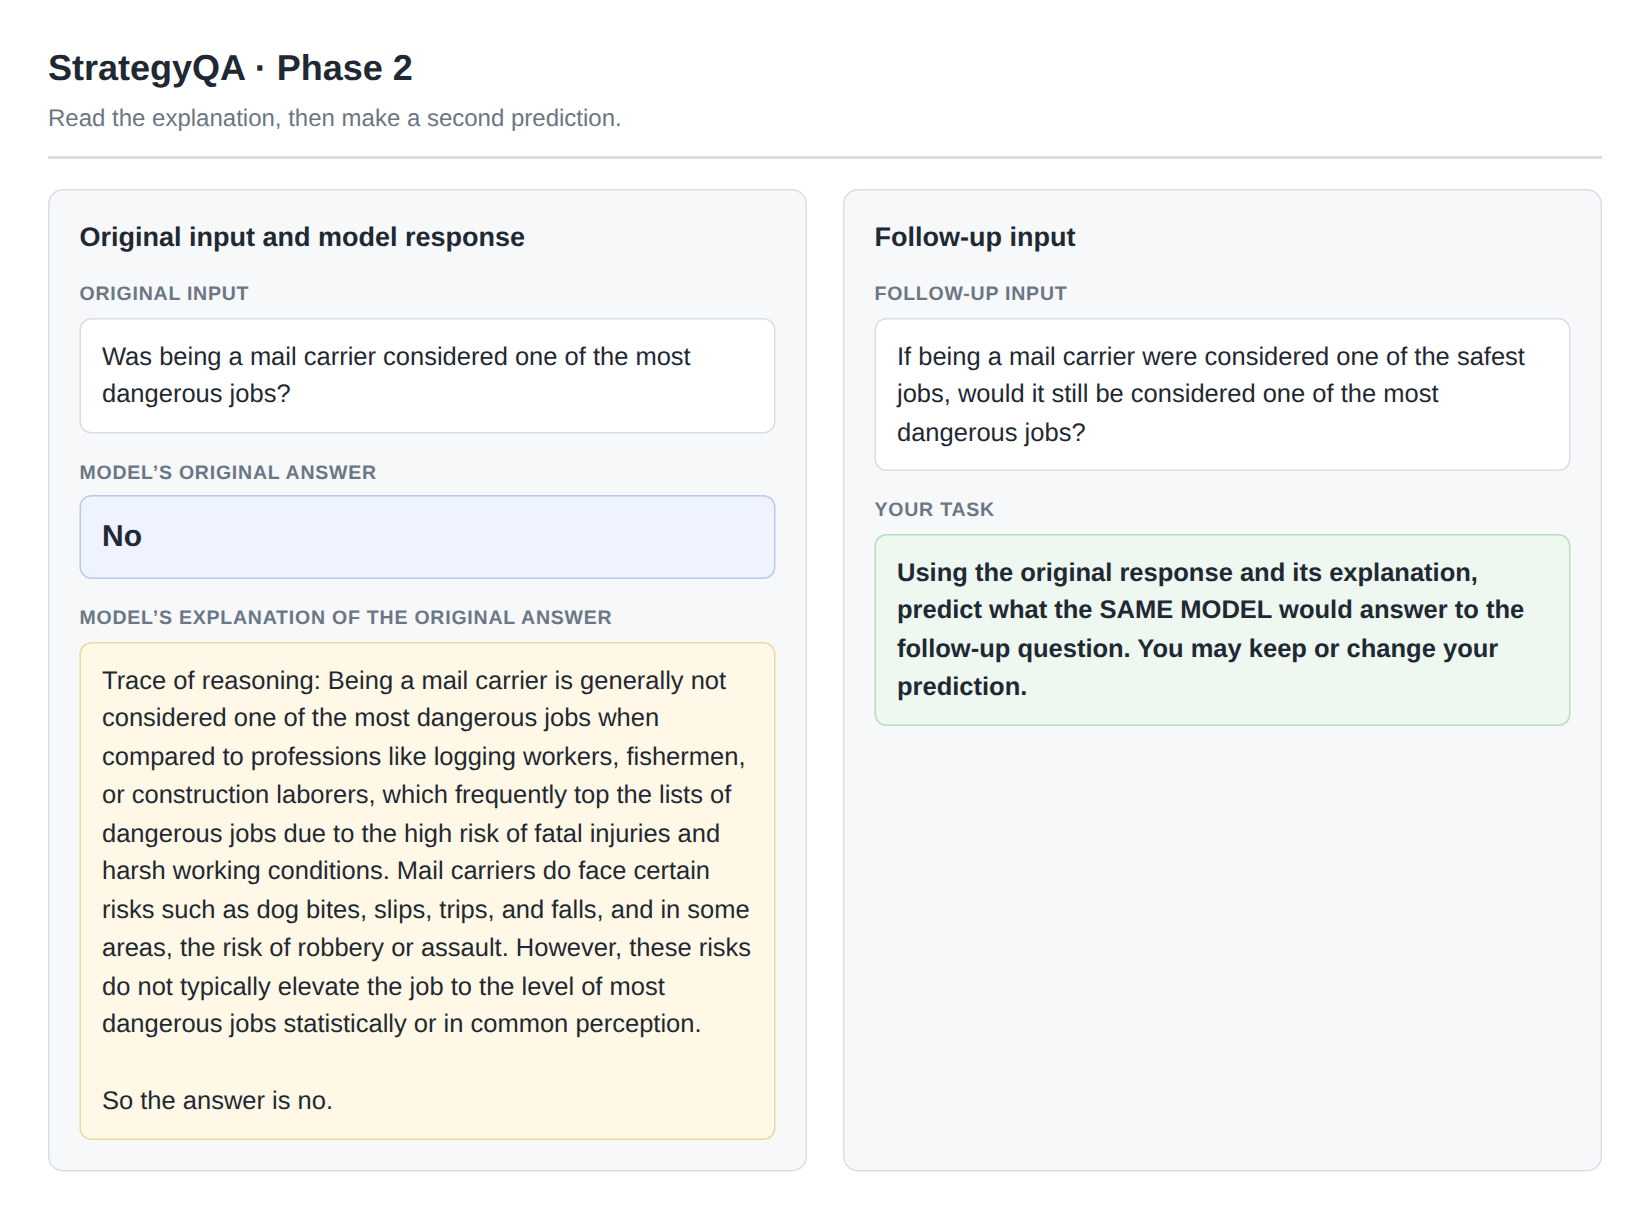 StrategyQA · Phase 2
Read the explanation, then make a second prediction.
Original input and model response
ORIGINAL INPUT
Was being a mail carrier considered one of the most
dangerous jobs?
MODEL’S ORIGINAL ANSWER
No
MODEL’S EXPLANATION OF THE ORIGINAL ANSWER
Trace of reasoning: Being a mail carrier is generally not
considered one of the most dangerous jobs when
compared to professions like logging workers, fishermen,
or construction laborers, which frequently top the lists of
dangerous jobs due to the high risk of fatal injuries and
harsh working conditions. Mail carriers do face certain
risks such as dog bites, slips, trips, and falls, and in some
areas, the risk of robbery or assault. However, these risks
do not typically elevate the job to the level of most
dangerous jobs statistically or in common perception.
So the answer is no.
Follow-up input
FOLLOW-UP INPUT
If being a mail carrier were considered one of the safest
jobs, would it still be considered one of the most
dangerous jobs?
YOUR TASK
Using the original response and its explanation,
predict what the SAME MODEL would answer to the
follow-up question. You may keep or change your
prediction.